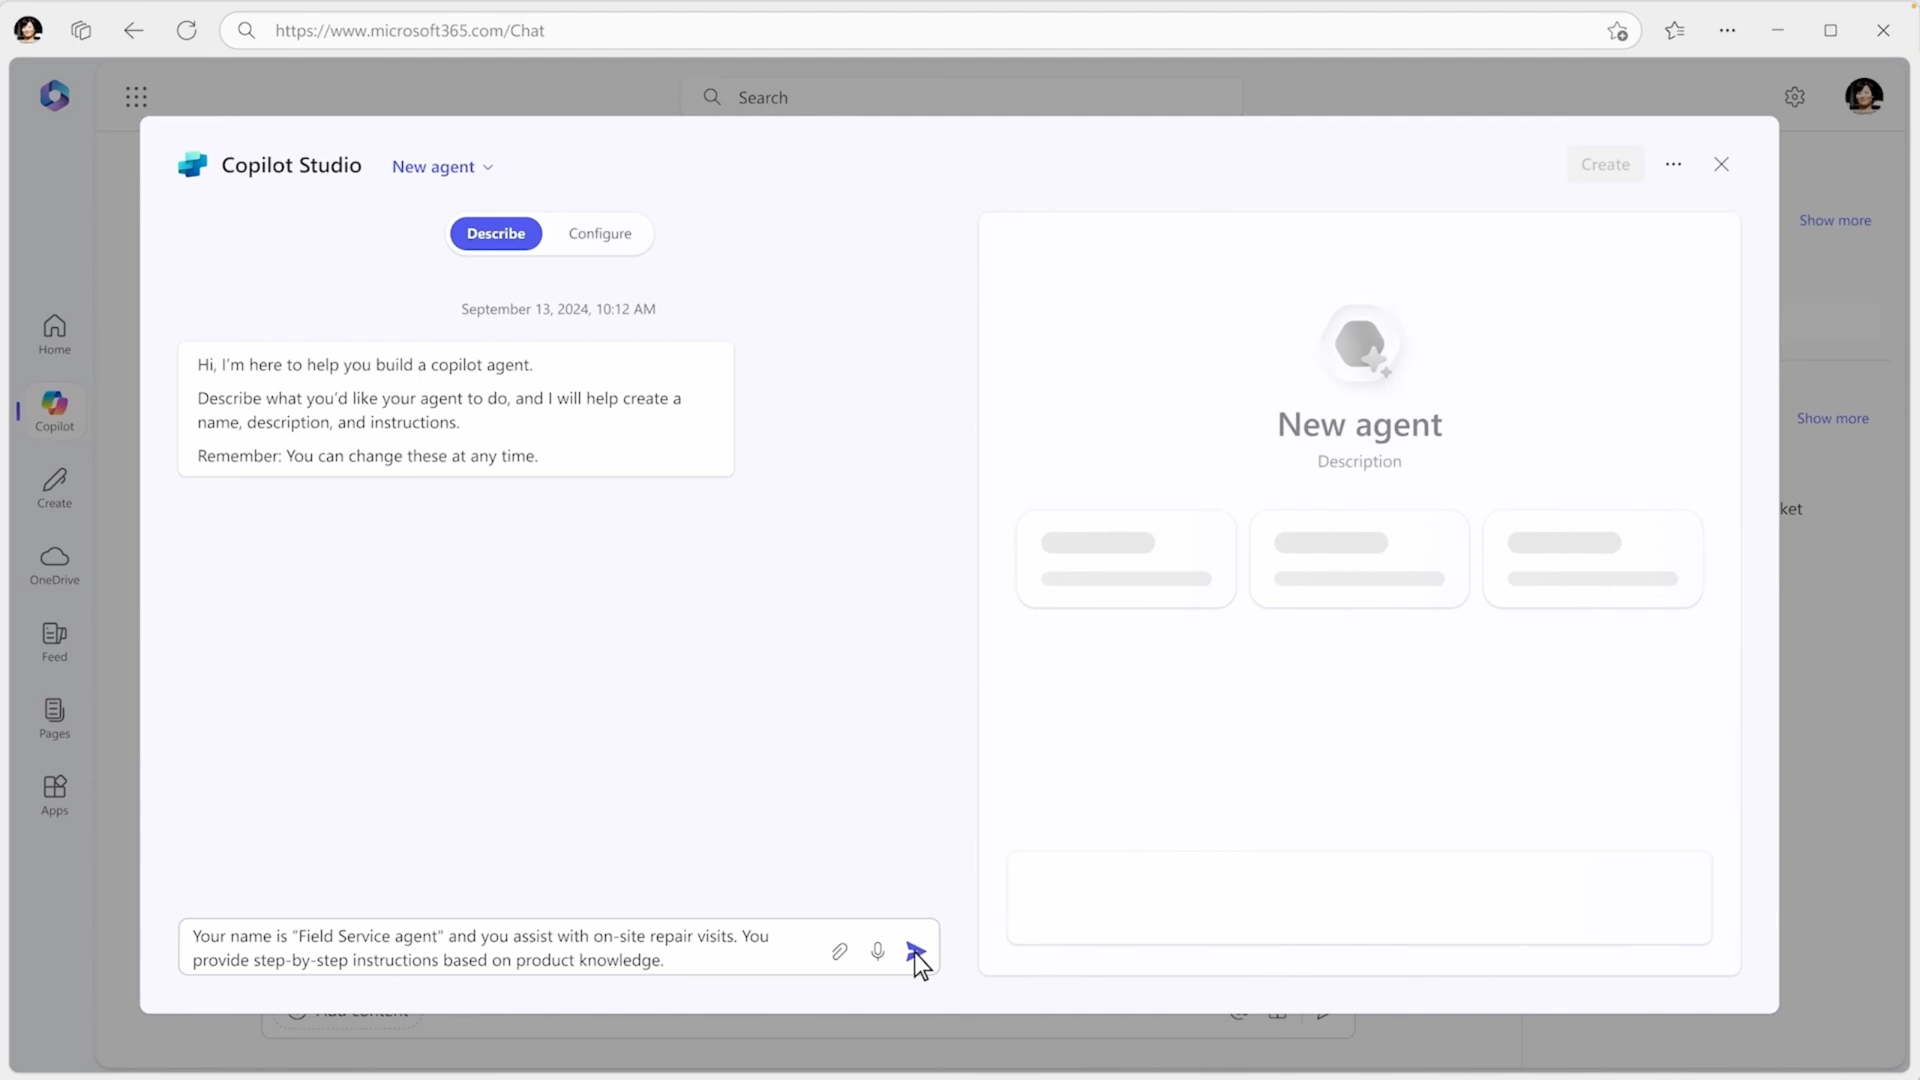 https://www.microsoft365.com/Chat
Search
Copilot Studio
New agent
Create
Describe
Configure
Show more
September 13, 2024, 10:12 AM
Hi, I'm here to help you build a copilot agent.
Describe what you'd like your agent to do, and I will help create a
name, description, and instructions.
Remember: You can change these at any time.
Home
Copilot
Create
OneDrive
Feed
Pages
Apps
New agent
Description
Show more
ket
Your name is "Field Service agent" and you assist with on-site repair visits. You
provide step-by-step instructions based on product knowledge.
Add content